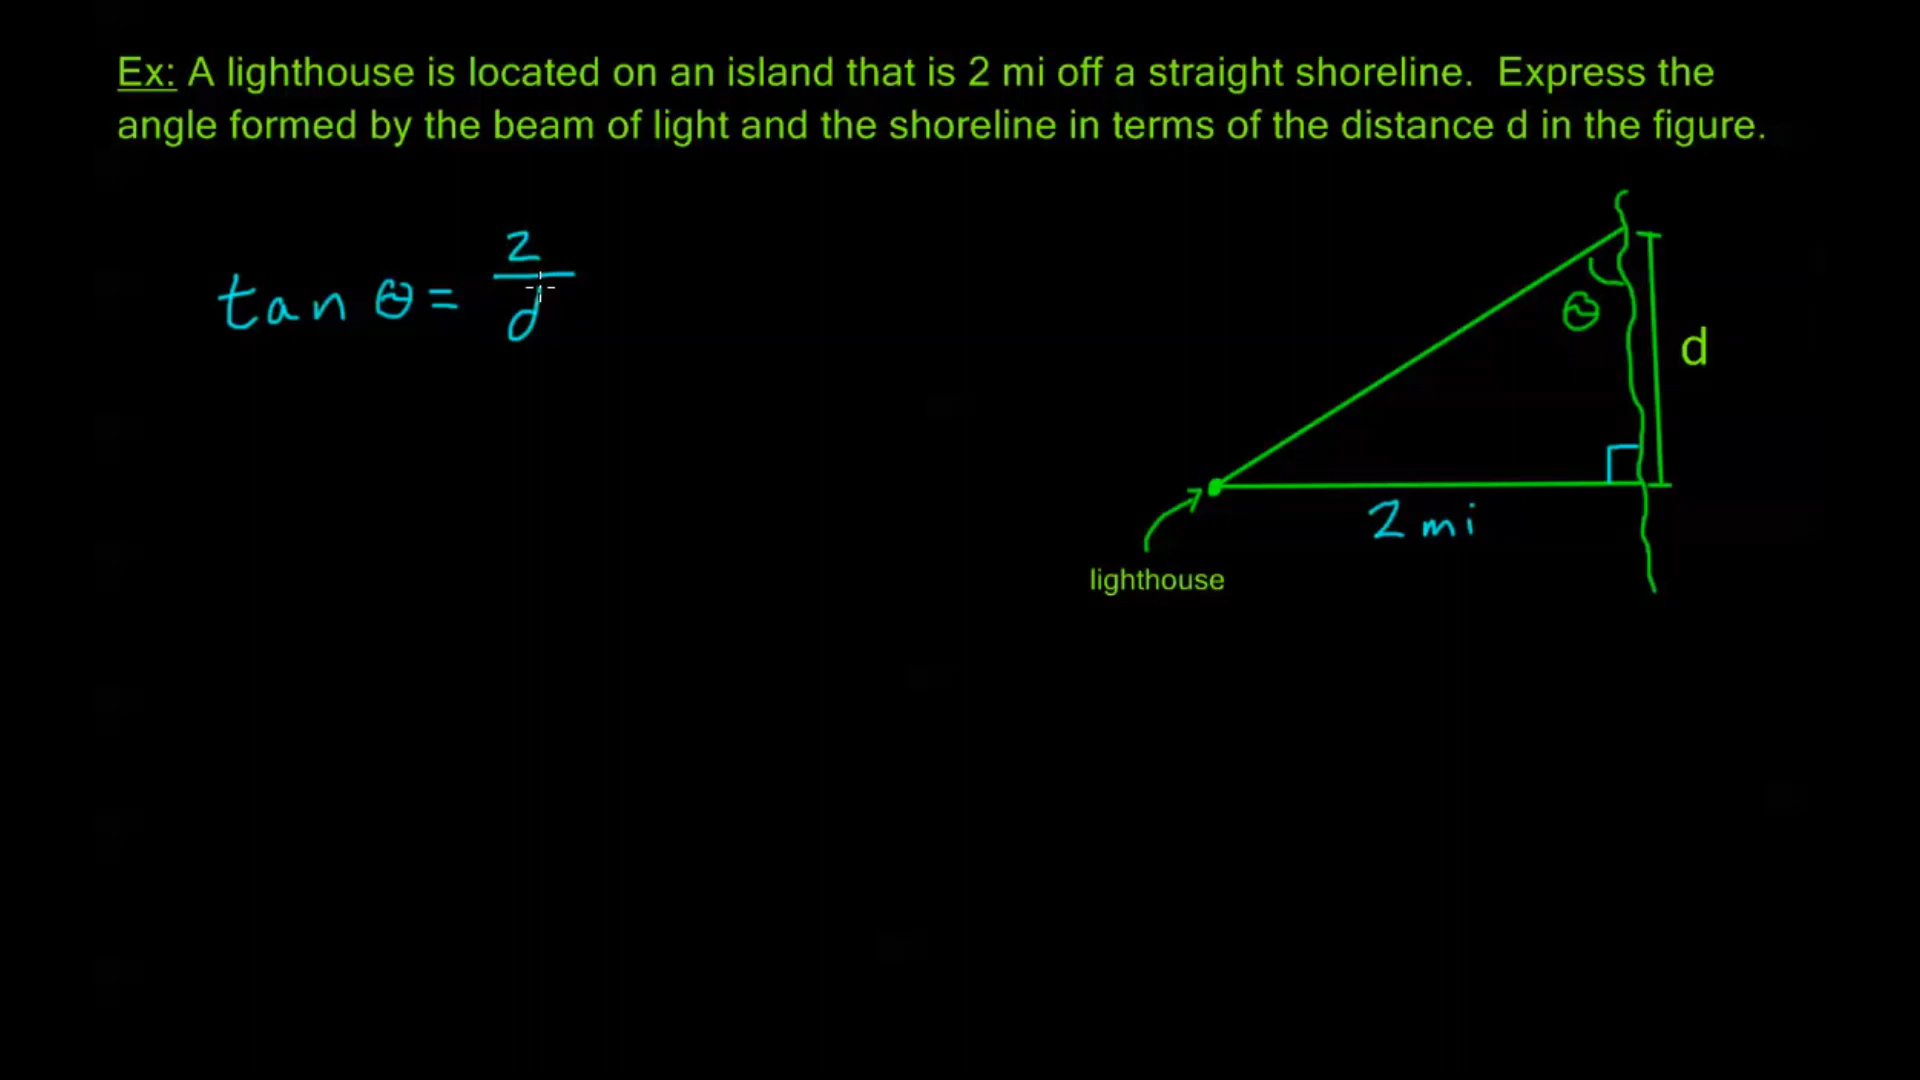 Ex: A lighthouse is located on an island that is 2 mi off a straight shoreline. Express the
angle formed by the beam of light and the shoreline in terms of the distance d in the figure.
tan θ = 2/d
θ
d
2 mi
lighthouse